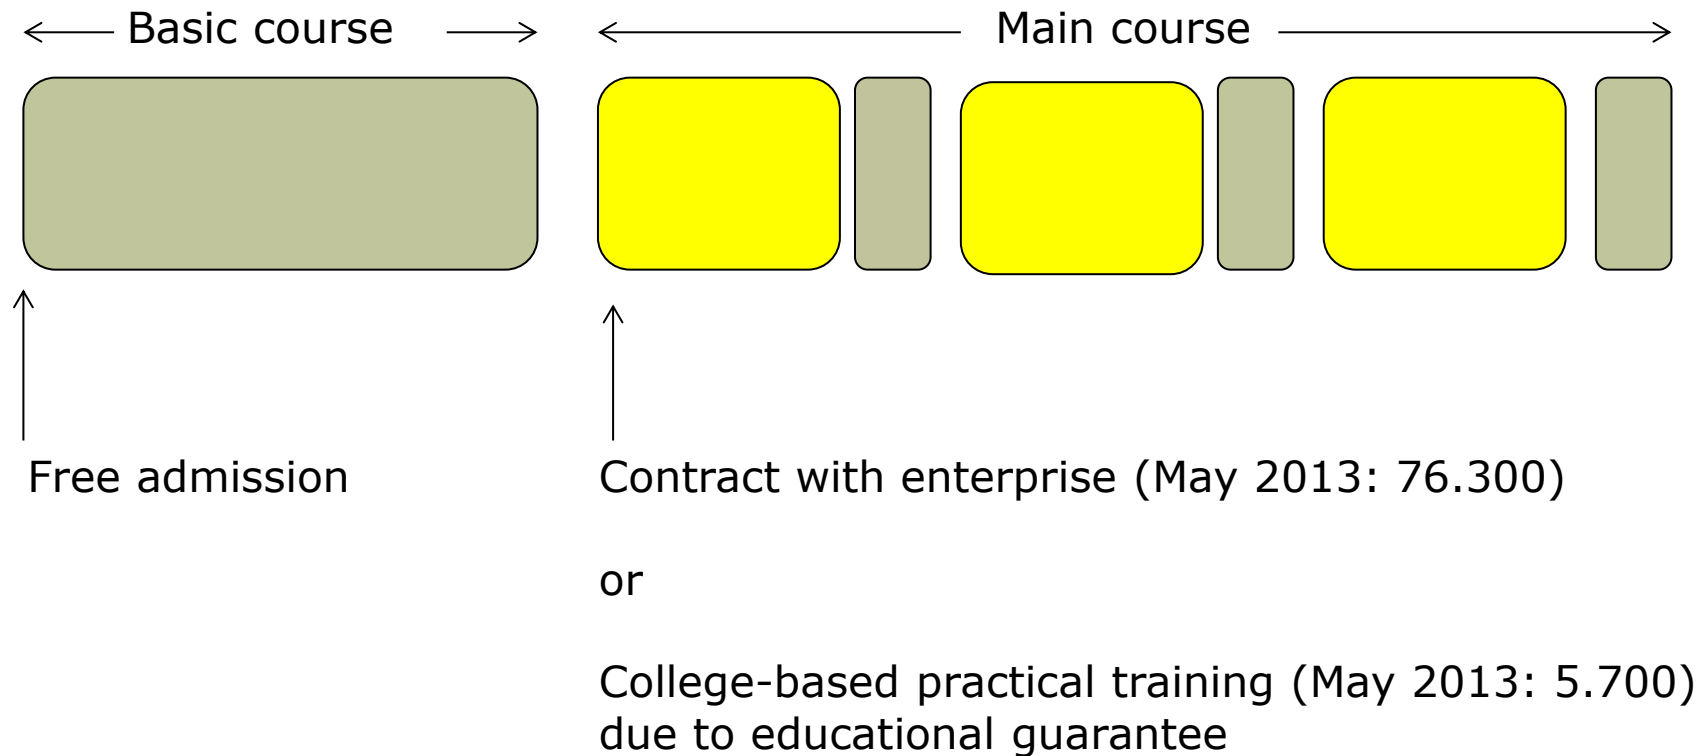 Basic course
Main course
Free admission
Contract with enterprise (May 2013: 76.300)
or
College-based practical training (May 2013: 5.700)
due to educational guarantee